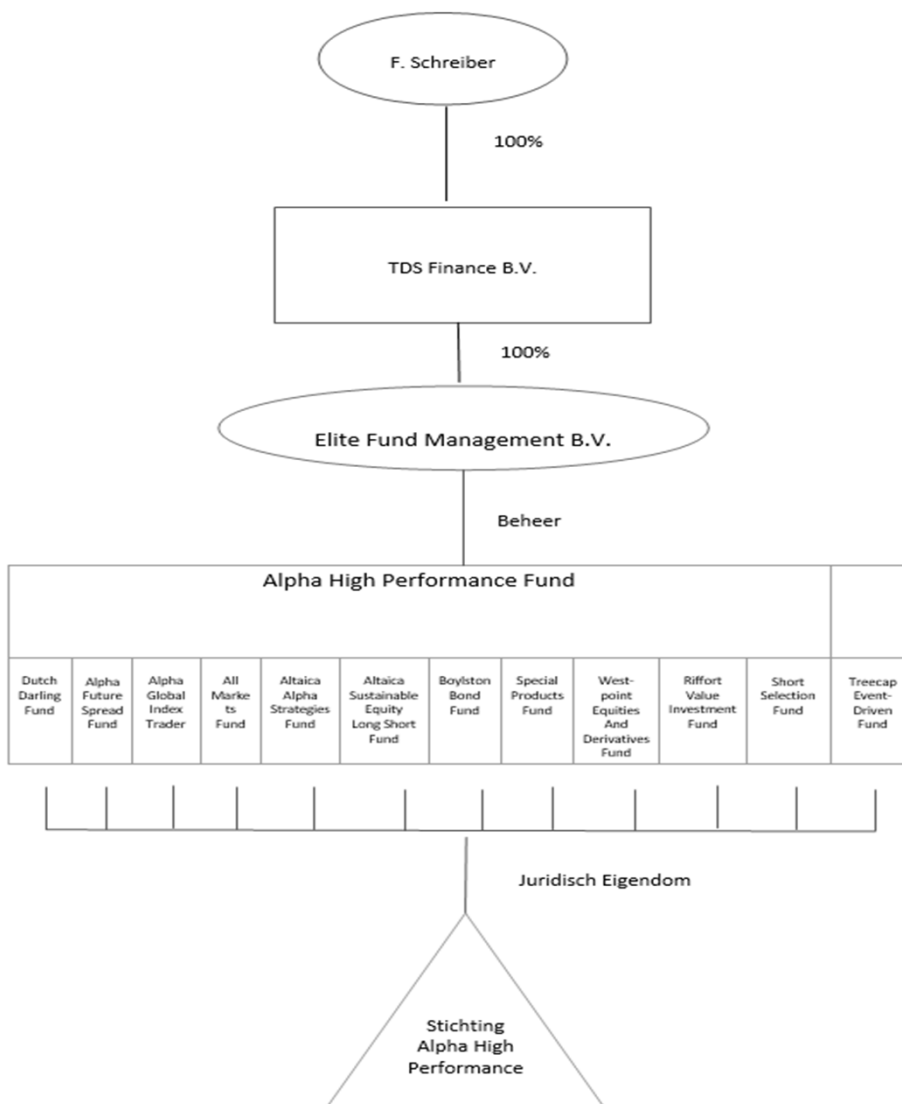 F. Schreiber
100%
TDS Finance B.V.
100%
Elite Fund Management B.V.
Beheer
Alpha High Performance Fund
Dutch
Darling
Fund
Alpha
Future
Spread
Fund
Alpha
Global
Index
Trader
All
Marke
ts
Fund
Altaica
Alpha
Strategies
Fund
Altaica
Sustainable
Equity
Long Short
Fund
Boylston
Bond
Fund
Special
Products
Fund
West-
point
Equities
And
Derivatives
Fund
Riffort
Value
Investment
Fund
Short
Selection
Fund
Treecap
Event-
Driven
Fund
Juridisch Eigendom
Stichting
Alpha High
Performance